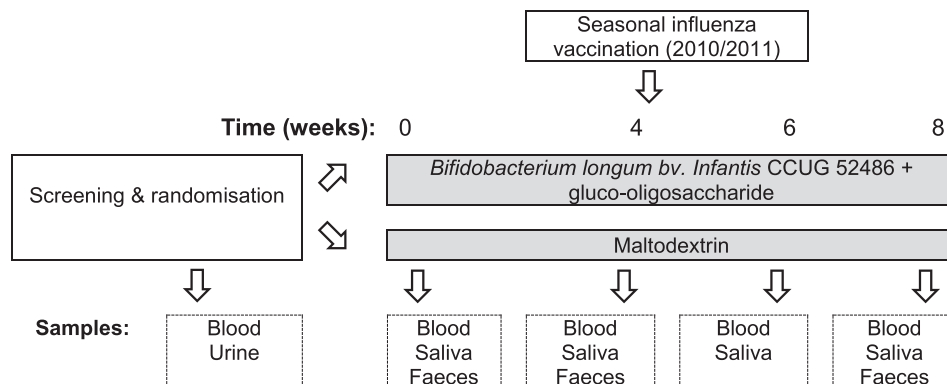 Seasonal influenza
vaccination (2010/2011)
Time (weeks): 0 4 6 8
Screening & randomisation
Bifidobacterium longum bv. Infantis CCUG 52486 +
gluco-oligosaccharide
Maltodextrin
Samples:
Blood
Urine
Blood
Saliva
Faeces
Blood
Saliva
Faeces
Blood
Saliva
Blood
Saliva
Faeces